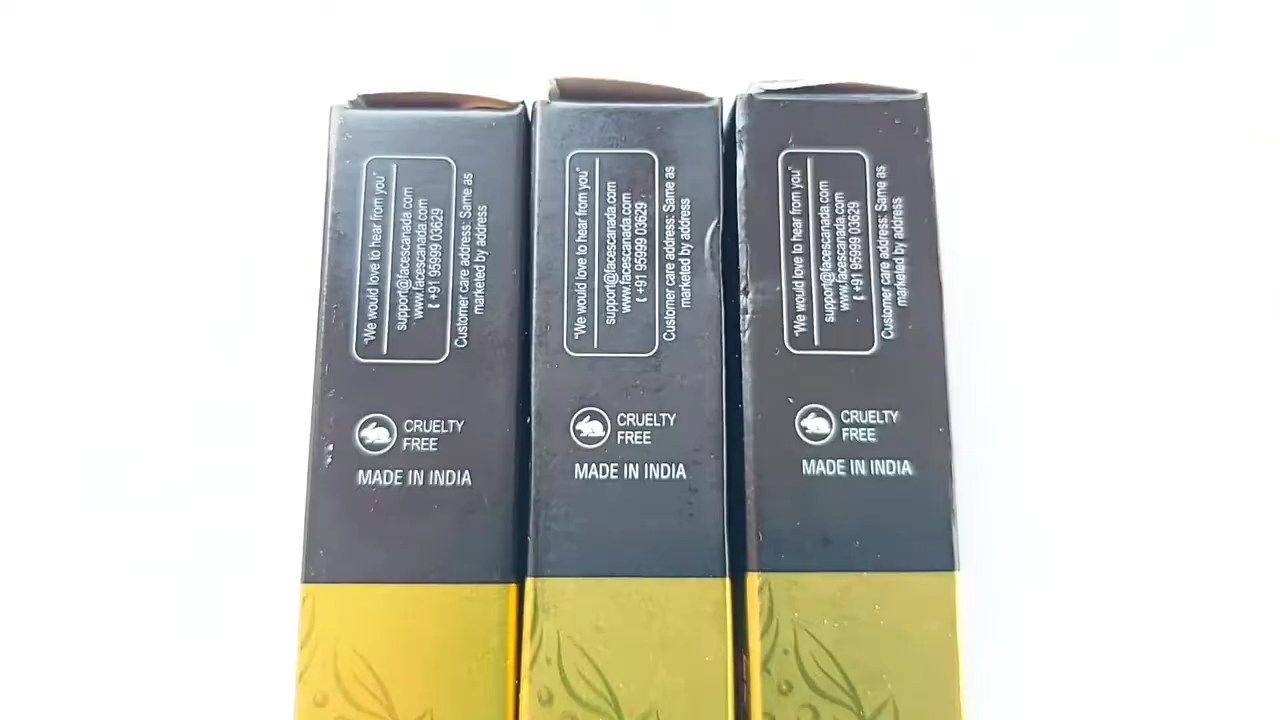 "We would love to hear from you"
support@facescanada.com
www.facescanada.com
t +91 95999 03629
Customer care address: Same as
marketed by address
CRUELTY
FREE
MADE IN INDIA
"We would love to hear from you"
support@facescanada.com
www.facescanada.com
t +91 95999 03629
Customer care address: Same as
marketed by address
CRUELTY
FREE
MADE IN INDIA
"We would love to hear from you"
support@facescanada.com
www.facescanada.com
t +91 95999 03629
Customer care address: Same as
marketed by address
CRUELTY
FREE
MADE IN INDIA